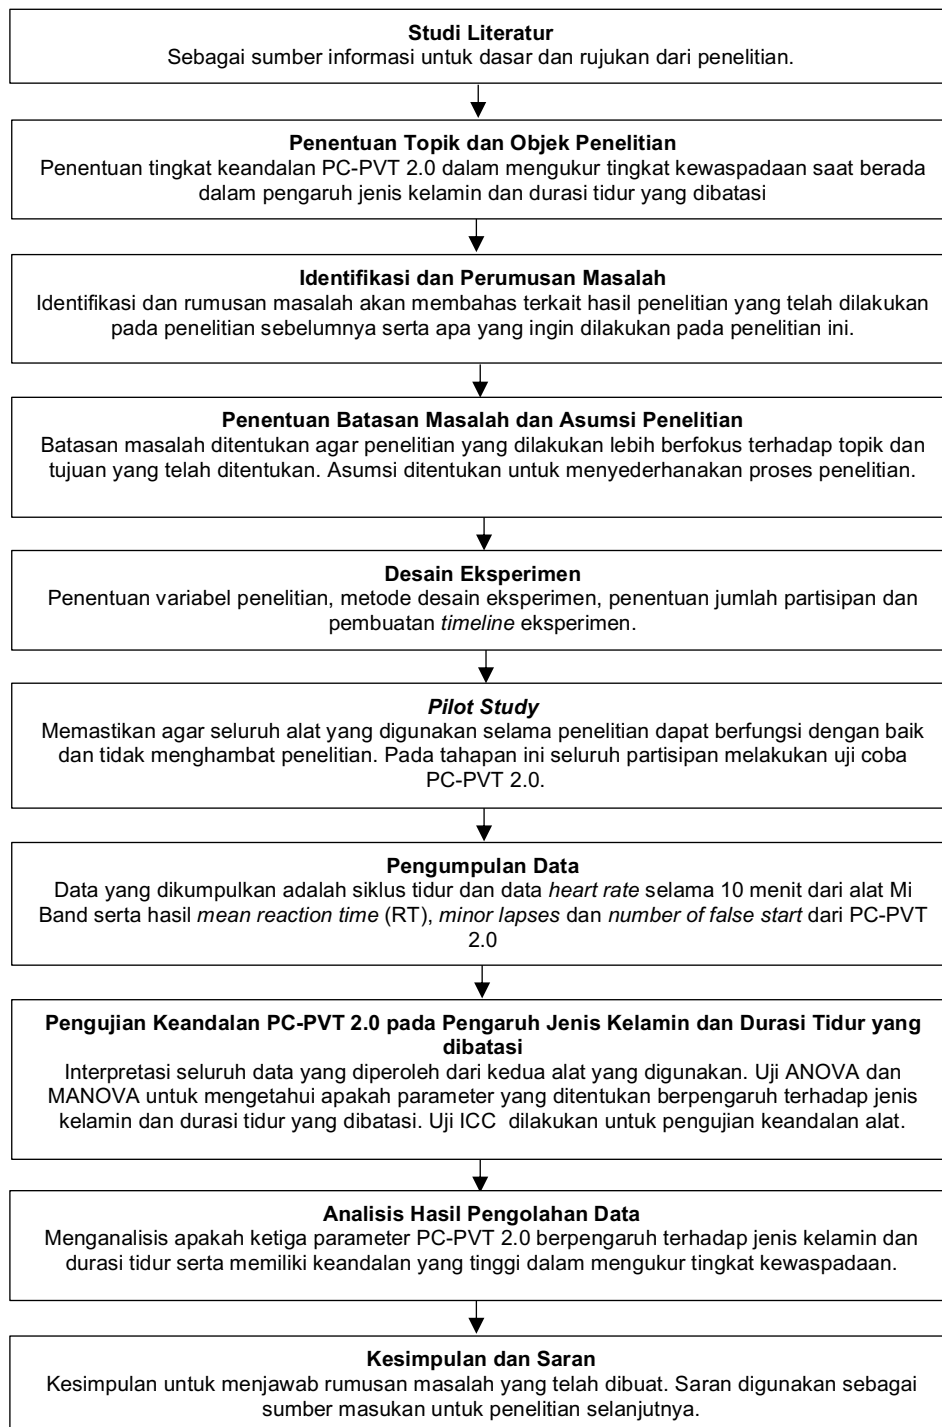 Studi Literatur
Sebagai sumber informasi untuk dasar dan rujukan dari penelitian.
Penentuan Topik dan Objek Penelitian
Penentuan tingkat keandalan PC-PVT 2.0 dalam mengukur tingkat kewaspadaan saat berada
dalam pengaruh jenis kelamin dan durasi tidur yang dibatasi
Identifikasi dan Perumusan Masalah
Identifikasi dan rumusan masalah akan membahas terkait hasil penelitian yang telah dilakukan
pada penelitian sebelumnya serta apa yang ingin dilakukan pada penelitian ini.
Penentuan Batasan Masalah dan Asumsi Penelitian
Batasan masalah ditentukan agar penelitian yang dilakukan lebih berfokus terhadap topik dan
tujuan yang telah ditentukan. Asumsi ditentukan untuk menyederhanakan proses penelitian.
Desain Eksperimen
Penentuan variabel penelitian, metode desain eksperimen, penentuan jumlah partisipan dan
pembuatan timeline eksperimen.
Pilot Study
Memastikan agar seluruh alat yang digunakan selama penelitian dapat berfungsi dengan baik
dan tidak menghambat penelitian. Pada tahapan ini seluruh partisipan melakukan uji coba
PC-PVT 2.0.
Pengumpulan Data
Data yang dikumpulkan adalah siklus tidur dan data heart rate selama 10 menit dari alat Mi
Band serta hasil mean reaction time (RT), minor lapses dan number of false start dari PC-PVT
2.0
Pengujian Keandalan PC-PVT 2.0 pada Pengaruh Jenis Kelamin dan Durasi Tidur yang
dibatasi
Interpretasi seluruh data yang diperoleh dari kedua alat yang digunakan. Uji ANOVA dan
MANOVA untuk mengetahui apakah parameter yang ditentukan berpengaruh terhadap jenis
kelamin dan durasi tidur yang dibatasi. Uji ICC dilakukan untuk pengujian keandalan alat.
Analisis Hasil Pengolahan Data
Menganalisis apakah ketiga parameter PC-PVT 2.0 berpengaruh terhadap jenis kelamin dan
durasi tidur serta memiliki keandalan yang tinggi dalam mengukur tingkat kewaspadaan.
Kesimpulan dan Saran
Kesimpulan untuk menjawab rumusan masalah yang telah dibuat. Saran digunakan sebagai
sumber masukan untuk penelitian selanjutnya.